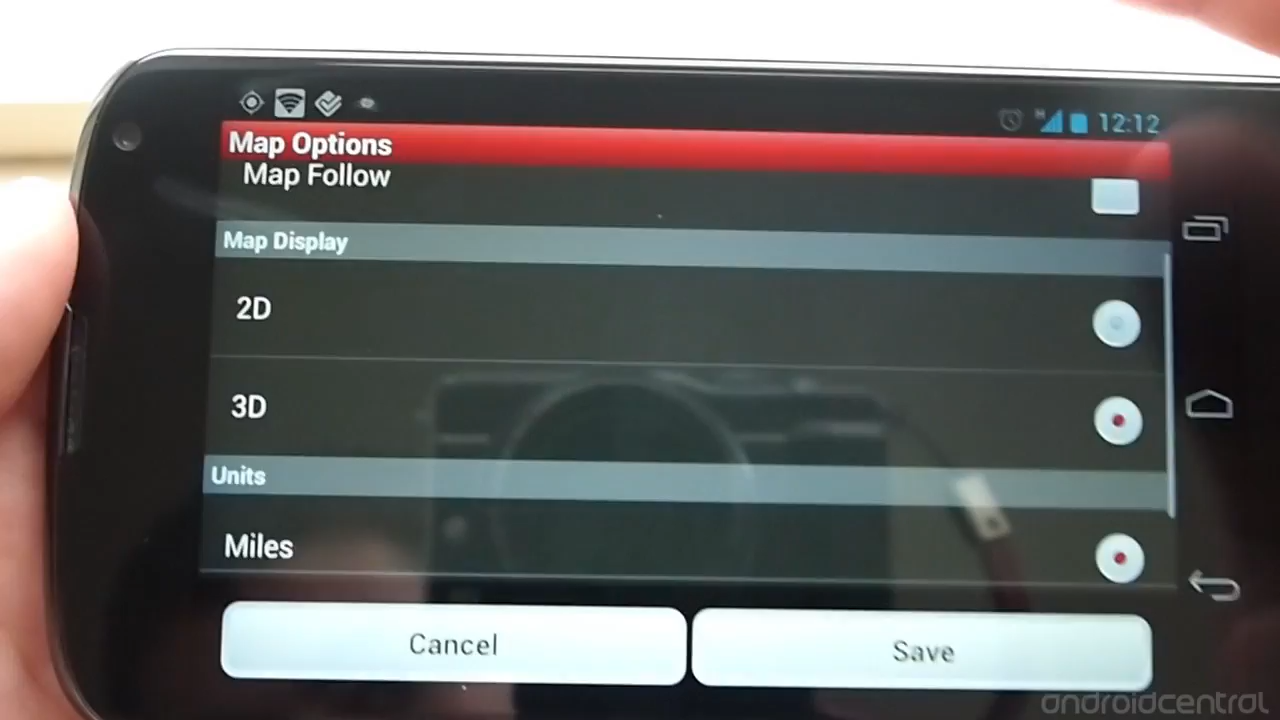 12:12
Map Options
Map Follow
Map Display
2D
3D
Units
Miles
Cancel
Save
androidcentral